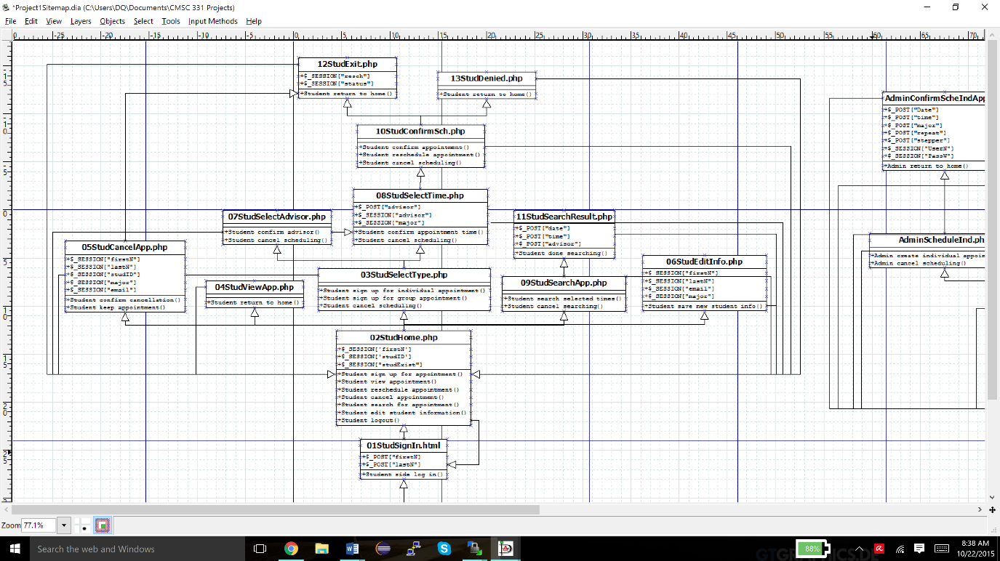 *Project1Sitemap.dia (C:\Users\DQ\Documents\CMSC 331 Projects)
File Edit View Layers Objects Select Tools Input Methods Help
0 -25 -20 -15 -10 -5 0 5 10 15 20 25 30 35 40 45 50 55 60 65 70
12StudExit.php
+$_SESSION["resch"]
+$_SESSION["status"]
+Student return to home()
13StudDenied.php
+Student return to home()
10StudConfirmSch.php
+Student confirm appointment()
+Student reschedule appointment()
+Student cancel scheduling()
AdminConfirmScheIndApp
+$_POST["Date"]
+$_POST["time"]
+$_POST["major"]
+$_POST["repeat"]
+$_POST["stepper"]
+$_SESSION["UserN"]
+$_SESSION["PassW"]
+Admin return to home()
08StudSelectTime.php
+$_POST["advisor"]
+$_SESSION["advisor"]
+$_SESSION["major"]
+Student confirm appointment time()
+Student cancel scheduling()
07StudSelectAdvisor.php
+Student confirm advisor()
+Student cancel scheduling()
11StudSearchResult.php
+$_POST["date"]
+$_POST["time"]
+$_POST["advisor"]
+Student done searching()
AdminScheduleInd.ph
+Admin create individual appoin
+Admin cancel scheduling()
05StudCancelApp.php
+$_SESSION["firstN"]
+$_SESSION["lastN"]
+$_SESSION["studID"]
+$_SESSION["major"]
+$_SESSION["email"]
+Student confirm cancellation()
+Student keep appointment()
04StudViewApp.php
+Student return to home()
03StudSelectType.php
+Student sign up for individual appointment()
+Student sign up for group appointment()
+Student cancel scheduling()
09StudSearchApp.php
+Student search selected times()
+Student cancel searching()
06StudEditInfo.php
+$_SESSION["firstN"]
+$_SESSION["lastN"]
+$_SESSION["email"]
+$_SESSION["major"]
+Student save new student info()
02StudHome.php
+$_SESSION['firstN']
+$_SESSION['studID']
+$_SESSION["studExist"]
+Student sign up for appointment()
+Student view appointment()
+Student reschedule appointment()
+Student cancel appointment()
+Student search for appointment()
+Student edit student information()
+Student logout()
01StudSignIn.html
+$_POST["firstN]
+$_POST["lastN"]
+Student side log in()
Zoom 77.1%
Search the web and Windows
88%
8:38 AM
10/22/2015
GTGRAPHICS.DE